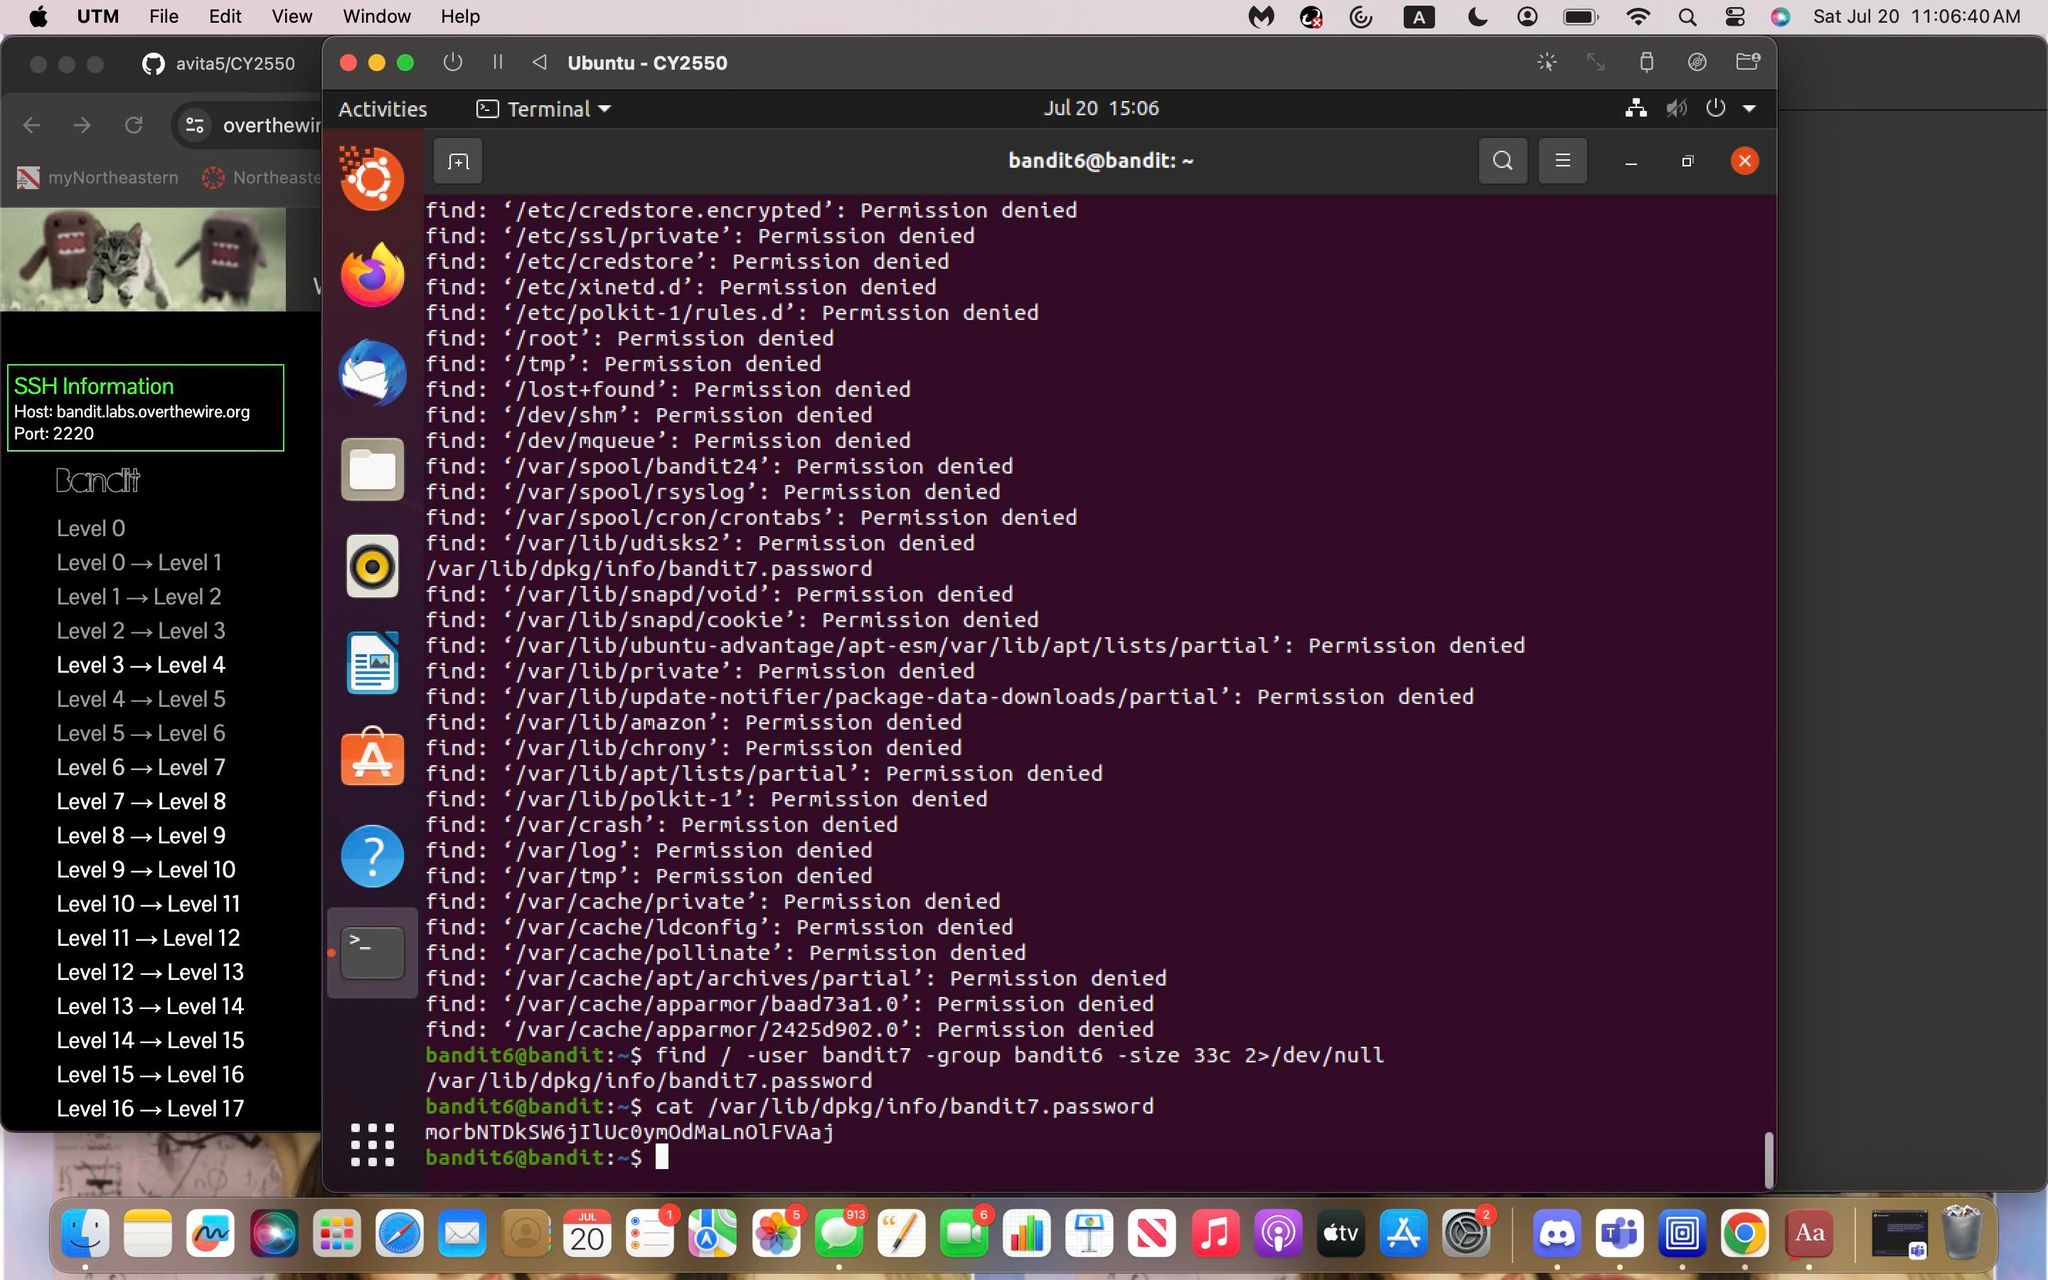 UTM File Edit View Window Help
A
Sat Jul 20 11:06:40 AM
avita5/CY2550
Ubuntu - CY2550
overthewir
Activities
Terminal
Jul 20 15:06
myNortheastern
Northeaste
bandit6@bandit: ~
SSH Information
Host: bandit.labs.overthewire.org
Port: 2220
Bandit
Level 0
Level 0 → Level 1
Level 1 → Level 2
Level 2 → Level 3
Level 3 → Level 4
Level 4 → Level 5
Level 5 → Level 6
Level 6 → Level 7
Level 7 → Level 8
Level 8 → Level 9
Level 9 → Level 10
Level 10 → Level 11
Level 11 → Level 12
Level 12 → Level 13
Level 13 → Level 14
Level 14 → Level 15
Level 15 → Level 16
Level 16 → Level 17
find: ‘/etc/credstore.encrypted’: Permission denied
find: ‘/etc/ssl/private’: Permission denied
find: ‘/etc/credstore’: Permission denied
find: ‘/etc/xinetd.d’: Permission denied
find: ‘/etc/polkit-1/rules.d’: Permission denied
find: ‘/root’: Permission denied
find: ‘/tmp’: Permission denied
find: ‘/lost+found’: Permission denied
find: ‘/dev/shm’: Permission denied
find: ‘/dev/mqueue’: Permission denied
find: ‘/var/spool/bandit24’: Permission denied
find: ‘/var/spool/rsyslog’: Permission denied
find: ‘/var/spool/cron/crontabs’: Permission denied
find: ‘/var/lib/udisks2’: Permission denied
/var/lib/dpkg/info/bandit7.password
find: ‘/var/lib/snapd/void’: Permission denied
find: ‘/var/lib/snapd/cookie’: Permission denied
find: ‘/var/lib/ubuntu-advantage/apt-esm/var/lib/apt/lists/partial’: Permission denied
find: ‘/var/lib/private’: Permission denied
find: ‘/var/lib/update-notifier/package-data-downloads/partial’: Permission denied
find: ‘/var/lib/amazon’: Permission denied
find: ‘/var/lib/chrony’: Permission denied
find: ‘/var/lib/apt/lists/partial’: Permission denied
find: ‘/var/lib/polkit-1’: Permission denied
find: ‘/var/crash’: Permission denied
find: ‘/var/log’: Permission denied
find: ‘/var/tmp’: Permission denied
find: ‘/var/cache/private’: Permission denied
find: ‘/var/cache/ldconfig’: Permission denied
find: ‘/var/cache/pollinate’: Permission denied
find: ‘/var/cache/apt/archives/partial’: Permission denied
find: ‘/var/cache/apparmor/baad73a1.0’: Permission denied
find: ‘/var/cache/apparmor/2425d902.0’: Permission denied
bandit6@bandit:~$ find / -user bandit7 -group bandit6 -size 33c 2>/dev/null
/var/lib/dpkg/info/bandit7.password
bandit6@bandit:~$ cat /var/lib/dpkg/info/bandit7.password
morbNTDkSW6jIlUc0ymOdMaLnOlFVAaj
bandit6@bandit:~$
JUL
20
1
5
913
6
tv
2
Aa